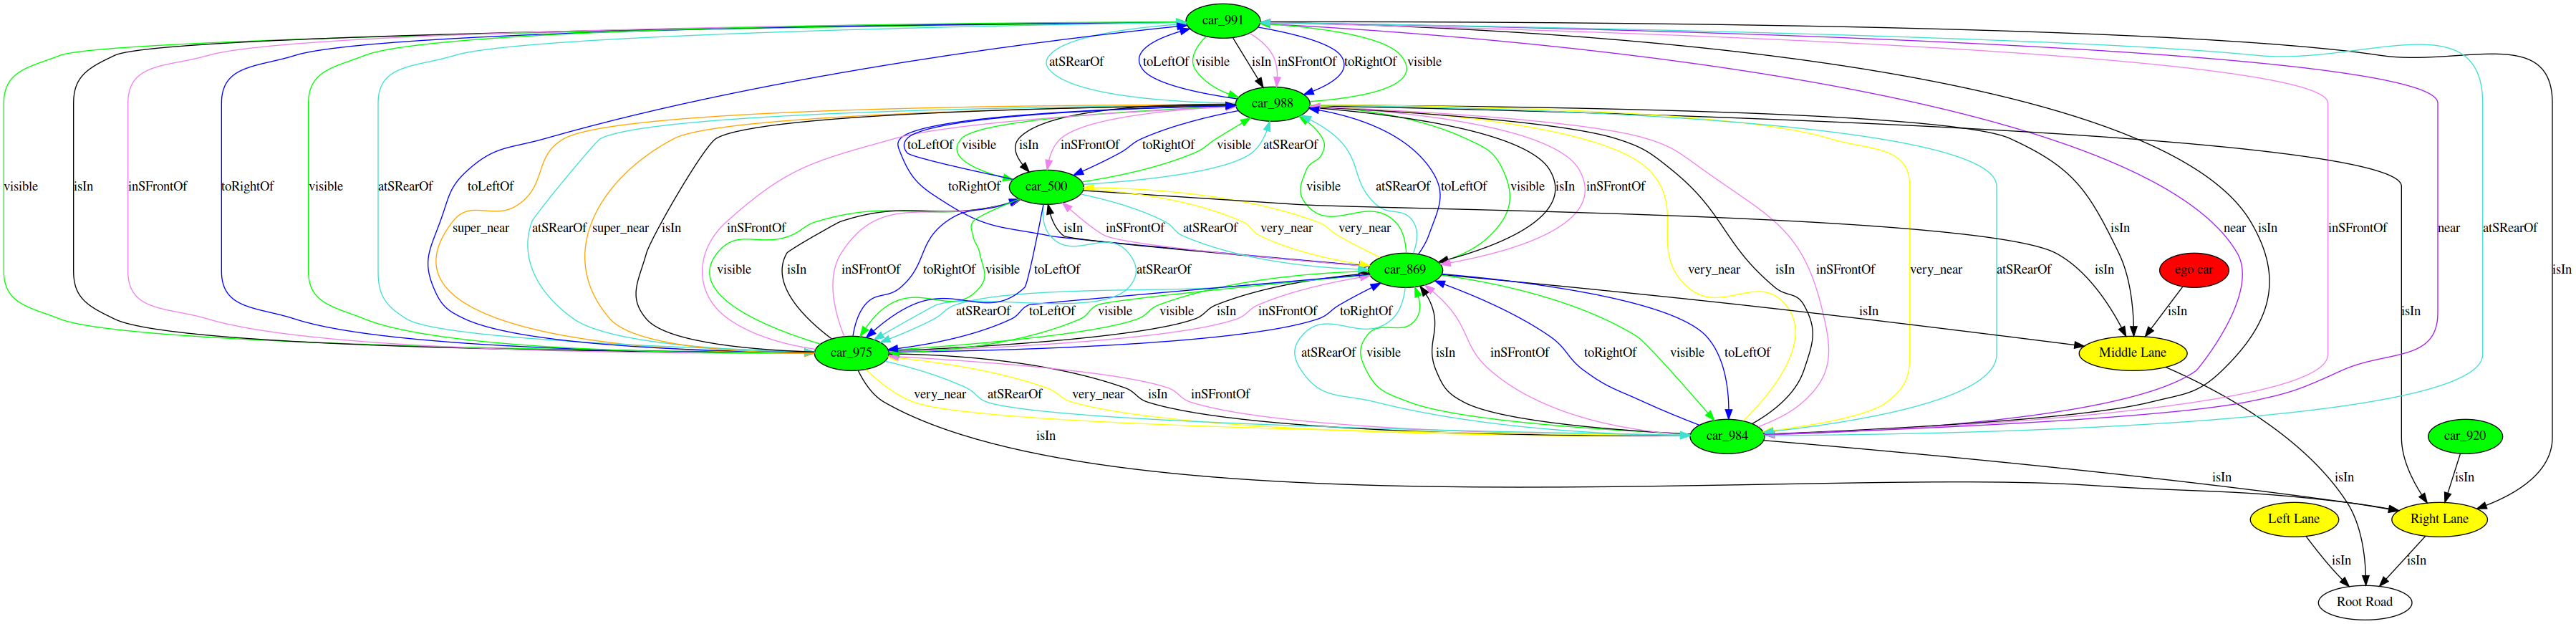 car_991
atSRearOf toLeftOf visible isIn inSFrontOf toRightOf visible
car_988
toLeftOf visible isIn inSFrontOf toRightOf visible atSRearOf
visible isIn inSFrontOf toRightOf visible atSRearOf toLeftOf toRightOf car_500 visible atSRearOf toLeftOf visible isIn inSFrontOf
super_near atSRearOf super_near isIn inSFrontOf isIn inSFrontOf atSRearOf very_near very_near isIn near isIn inSFrontOf near atSRearOf
visible isIn inSFrontOf toRightOf visible toLeftOf atSRearOf car_869 very_near isIn inSFrontOf very_near atSRearOf isIn ego car isIn
atSRearOf toLeftOf visible visible isIn inSFrontOf toRightOf isIn isIn isIn
car_975 atSRearOf visible isIn inSFrontOf toRightOf visible toLeftOf Middle Lane
very_near atSRearOf very_near isIn inSFrontOf
isIn car_984 car_920
isIn isIn isIn
Left Lane Right Lane
isIn isIn
Root Road